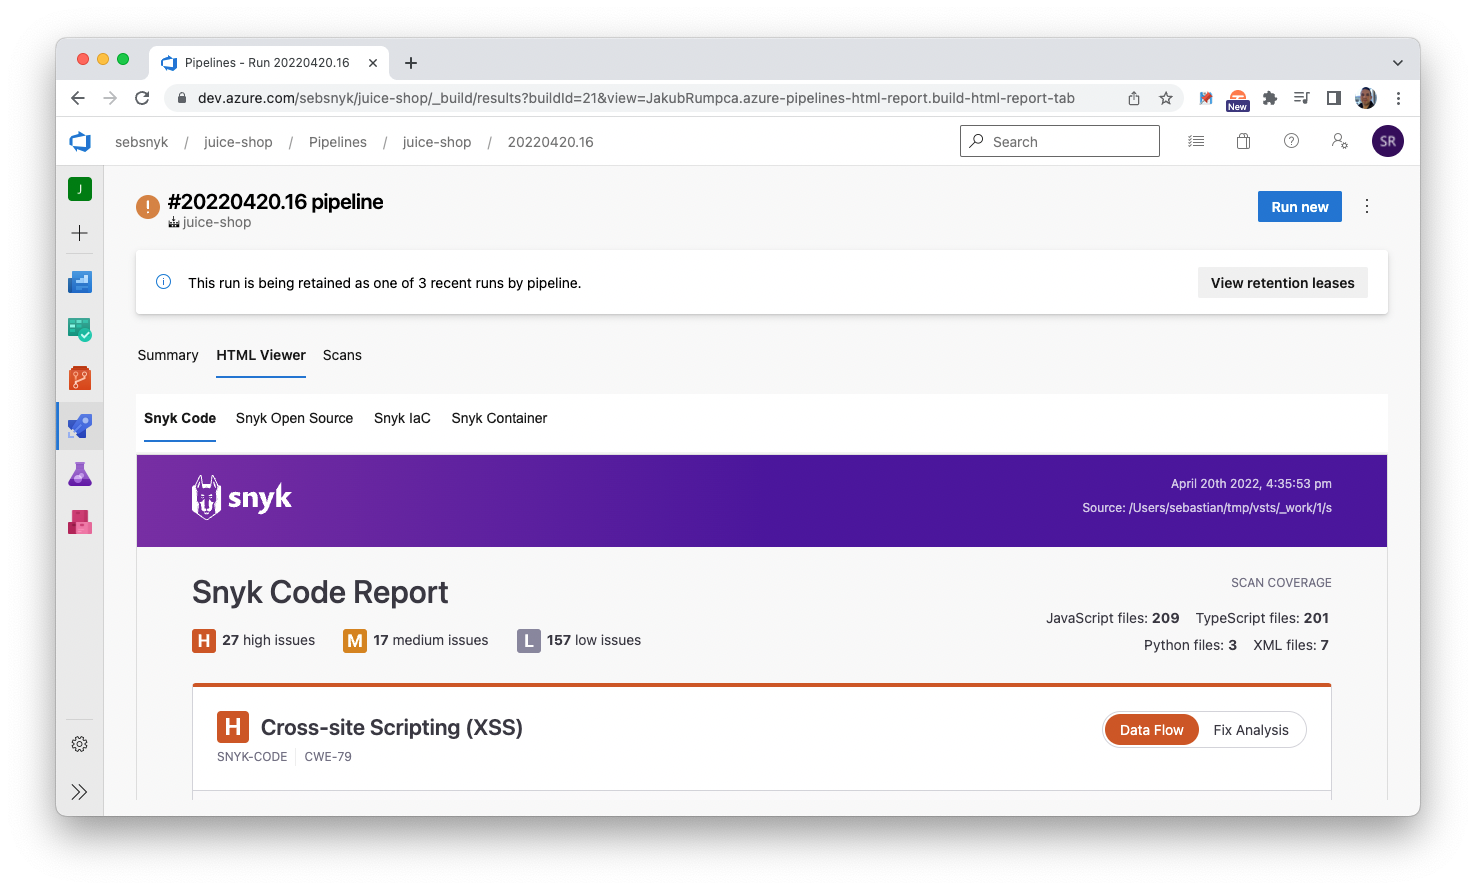 Pipelines - Run 20220420.16
dev.azure.com/sebsnyk/juice-shop/_build/results?buildId=21&view=JakubRumpca.azure-pipelines-html-report.build-html-report-tab
New
sebsnyk / juice-shop / Pipelines / juice-shop / 20220420.16
Search
SR
J
#20220420.16 pipeline
juice-shop
Run new
This run is being retained as one of 3 recent runs by pipeline.
View retention leases
Summary HTML Viewer Scans
Snyk Code Snyk Open Source Snyk IaC Snyk Container
snyk
April 20th 2022, 4:35:53 pm
Source: /Users/sebastian/tmp/vsts/_work/1/s
Snyk Code Report
SCAN COVERAGE
JavaScript files: 209 TypeScript files: 201
H 27 high issues M 17 medium issues L 157 low issues
Python files: 3 XML files: 7
H Cross-site Scripting (XSS)
Data Flow Fix Analysis
SNYK-CODE CWE-79